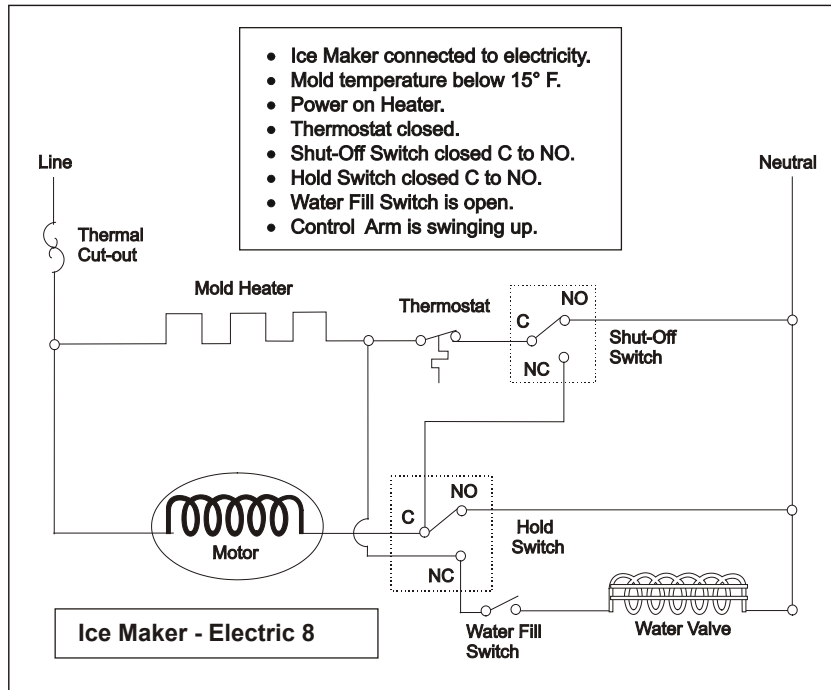 • Ice Maker connected to electricity.
• Mold temperature below 15° F.
• Power on Heater.
• Thermostat closed.
• Shut-Off Switch closed C to NO.
• Hold Switch closed C to NO.
• Water Fill Switch is open.
• Control Arm is swinging up.
Line
Neutral
Thermal
Cut-out
Mold Heater
Thermostat
NO
C
NC
Shut-Off
Switch
NO
C
NC
Hold
Switch
Motor
Water Fill
Switch
Water Valve
Ice Maker - Electric 8